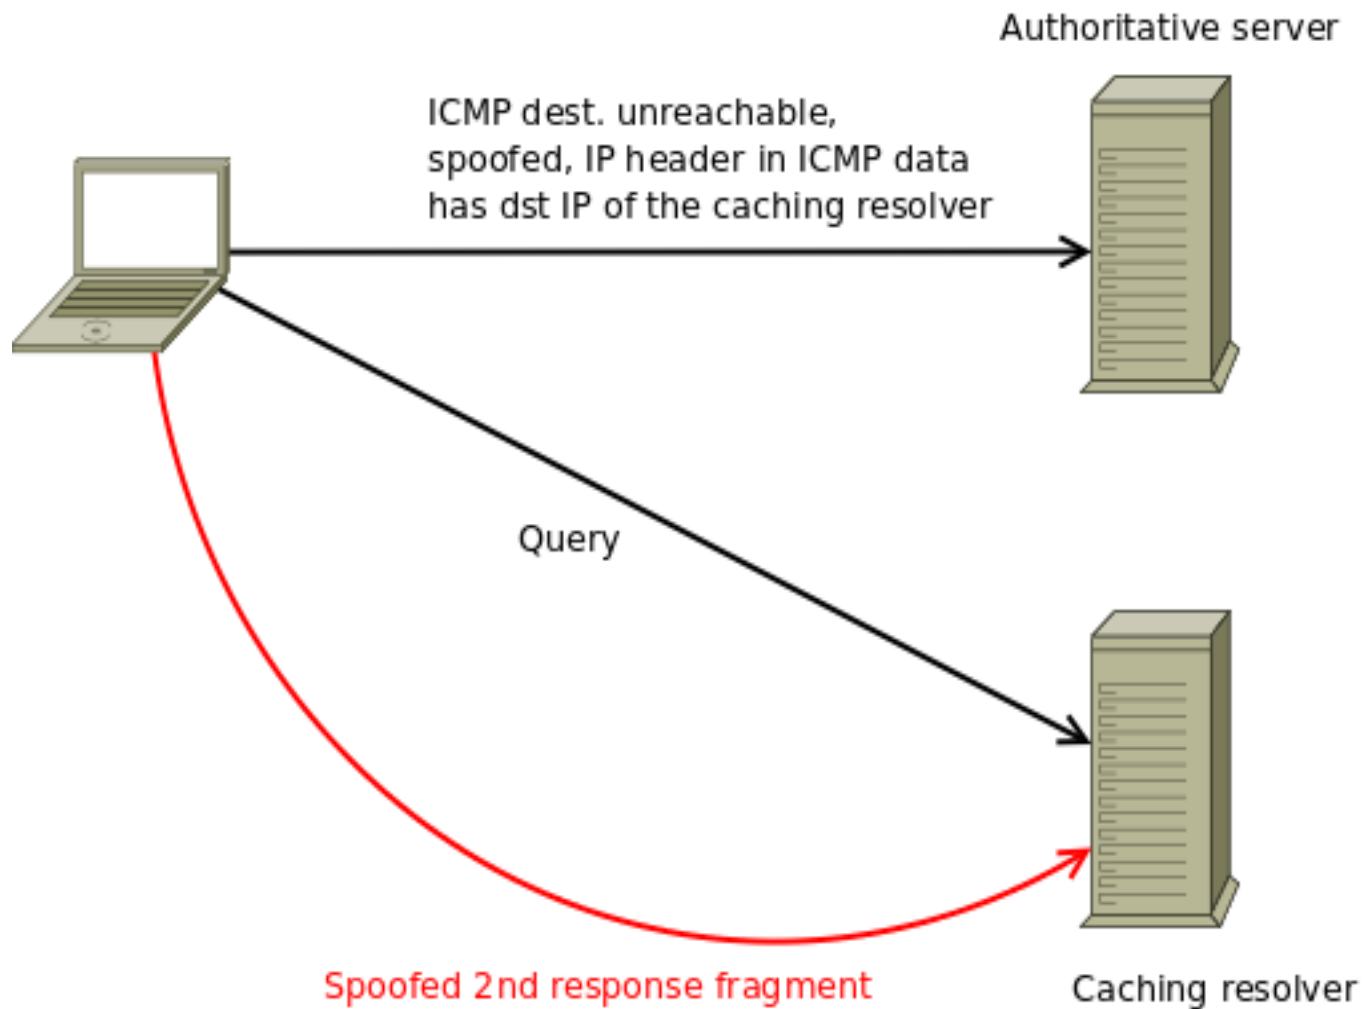 Authoritative server
ICMP dest. unreachable,
spoofed, IP header in ICMP data
has dst IP of the caching resolver
Query
Spoofed 2nd response fragment
Caching resolver